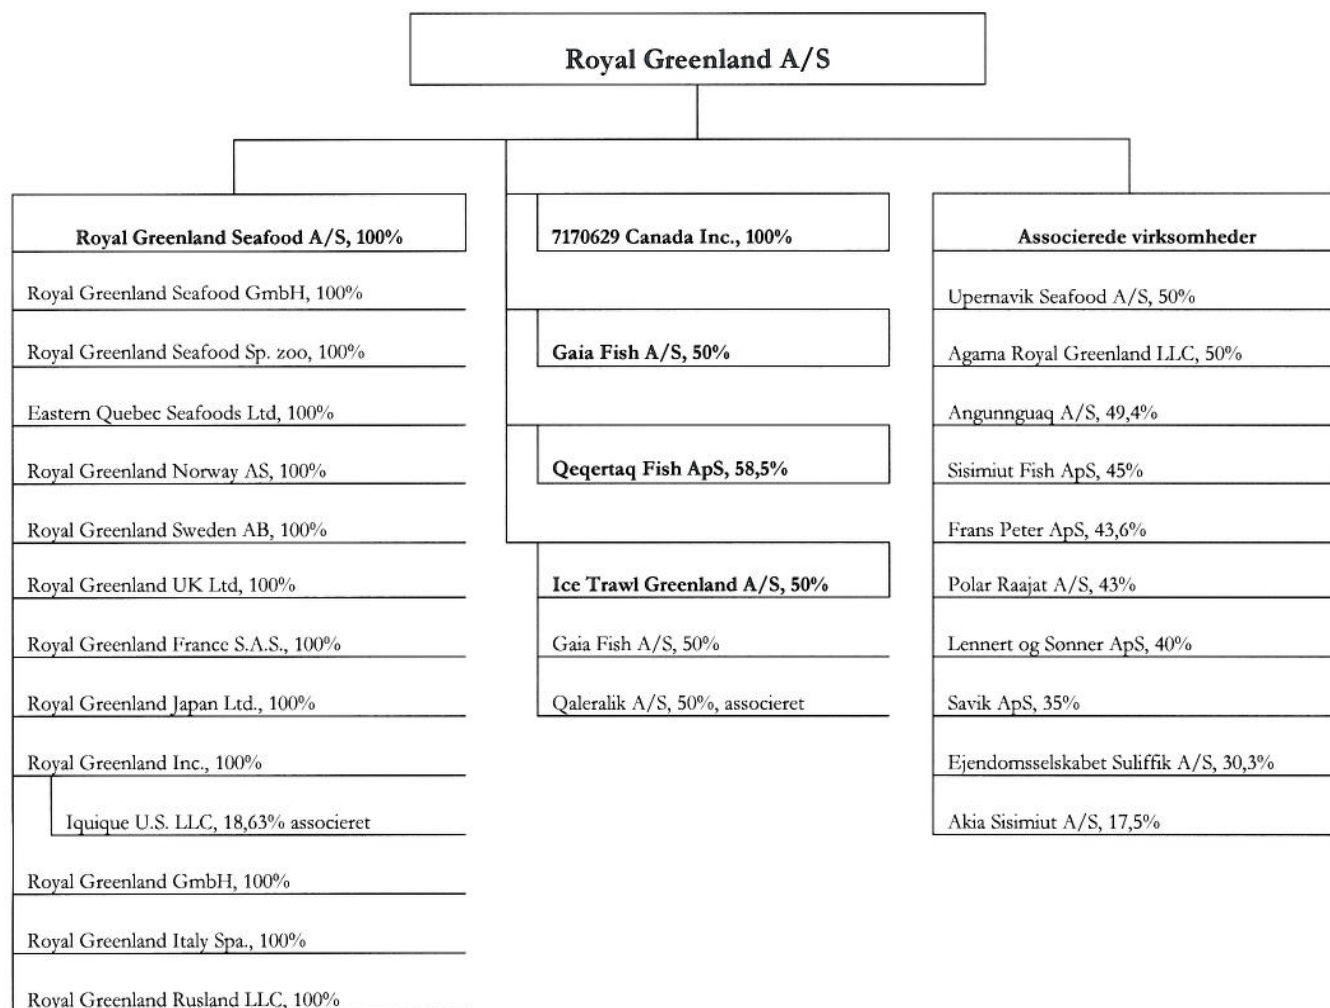 Royal Greenland A/S
Royal Greenland Seafood A/S, 100%
Royal Greenland Seafood GmbH, 100%
Royal Greenland Seafood Sp. zoo, 100%
Eastern Quebec Seafoods Ltd, 100%
Royal Greenland Norway AS, 100%
Royal Greenland Sweden AB, 100%
Royal Greenland UK Ltd, 100%
Royal Greenland France S.A.S., 100%
Royal Greenland Japan Ltd., 100%
Royal Greenland Inc., 100%
Iquique U.S. LLC, 18,63% associeret
Royal Greenland GmbH, 100%
Royal Greenland Italy Spa., 100%
Royal Greenland Rusland LLC, 100%
7170629 Canada Inc., 100%
Gaia Fish A/S, 50%
Qeqertaq Fish ApS, 58,5%
Ice Trawl Greenland A/S, 50%
Gaia Fish A/S, 50%
Qaleralik A/S, 50%, associeret
Associerede virksomheder
Upernavik Seafood A/S, 50%
Agama Royal Greenland LLC, 50%
Angunnguaq A/S, 49,4%
Sisimiut Fish ApS, 45%
Frans Peter ApS, 43,6%
Polar Raajat A/S, 43%
Lennert og Sønner ApS, 40%
Savik ApS, 35%
Ejendomsselskabet Suliffik A/S, 30,3%
Akia Sisimiut A/S, 17,5%